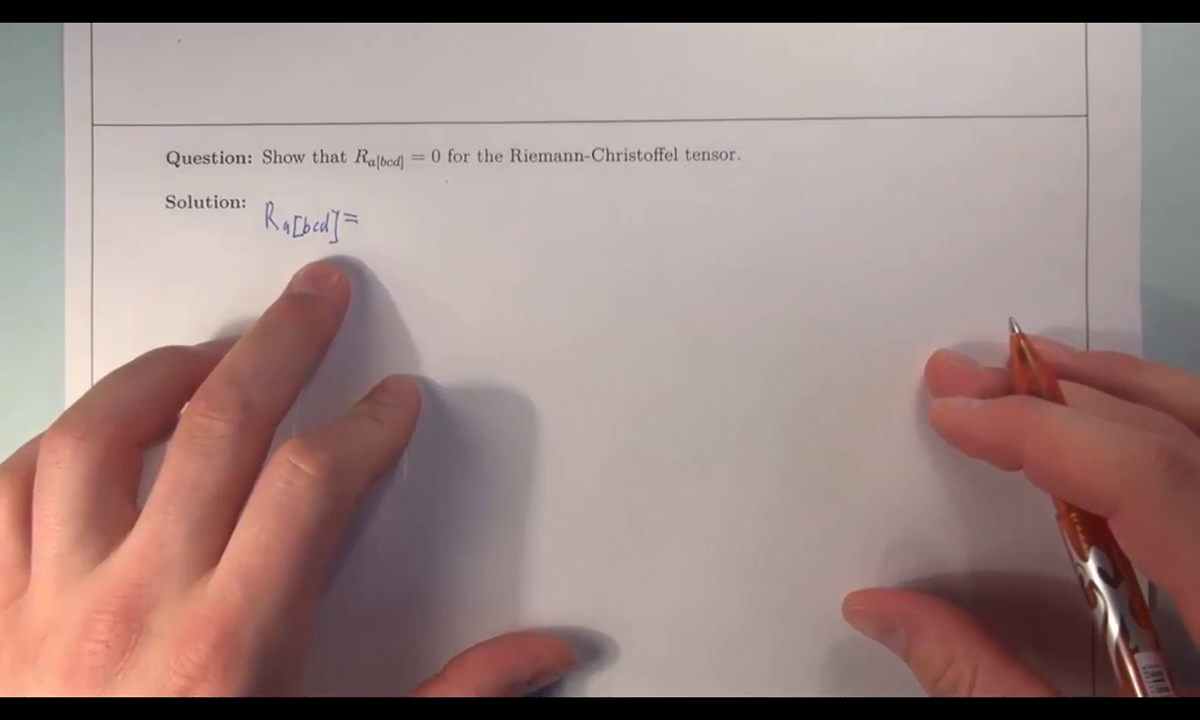 Question: Show that R_{a[bcd]} = 0 for the Riemann-Christoffel tensor.
Solution:
R_{a[bcd]} =